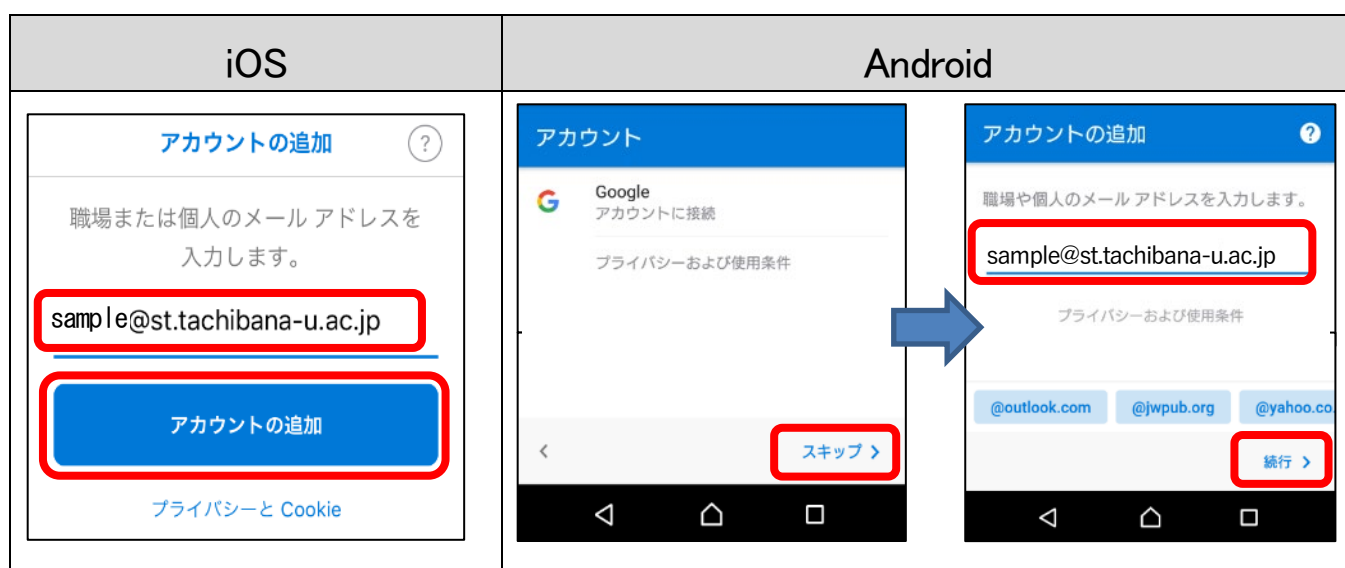 iOS
Android
アカウントの追加
?
職場または個人のメール アドレスを
入力します。
sample@st.tachibana-u.ac.jp
アカウントの追加
プライバシーと Cookie
アカウント
Google
アカウントに接続
プライバシーおよび使用条件
スキップ
アカウントの追加
?
職場や個人のメール アドレスを入力します。
sample@st.tachibana-u.ac.jp
プライバシーおよび使用条件
@outlook.com @jwpub.org @yahoo.co.
続行